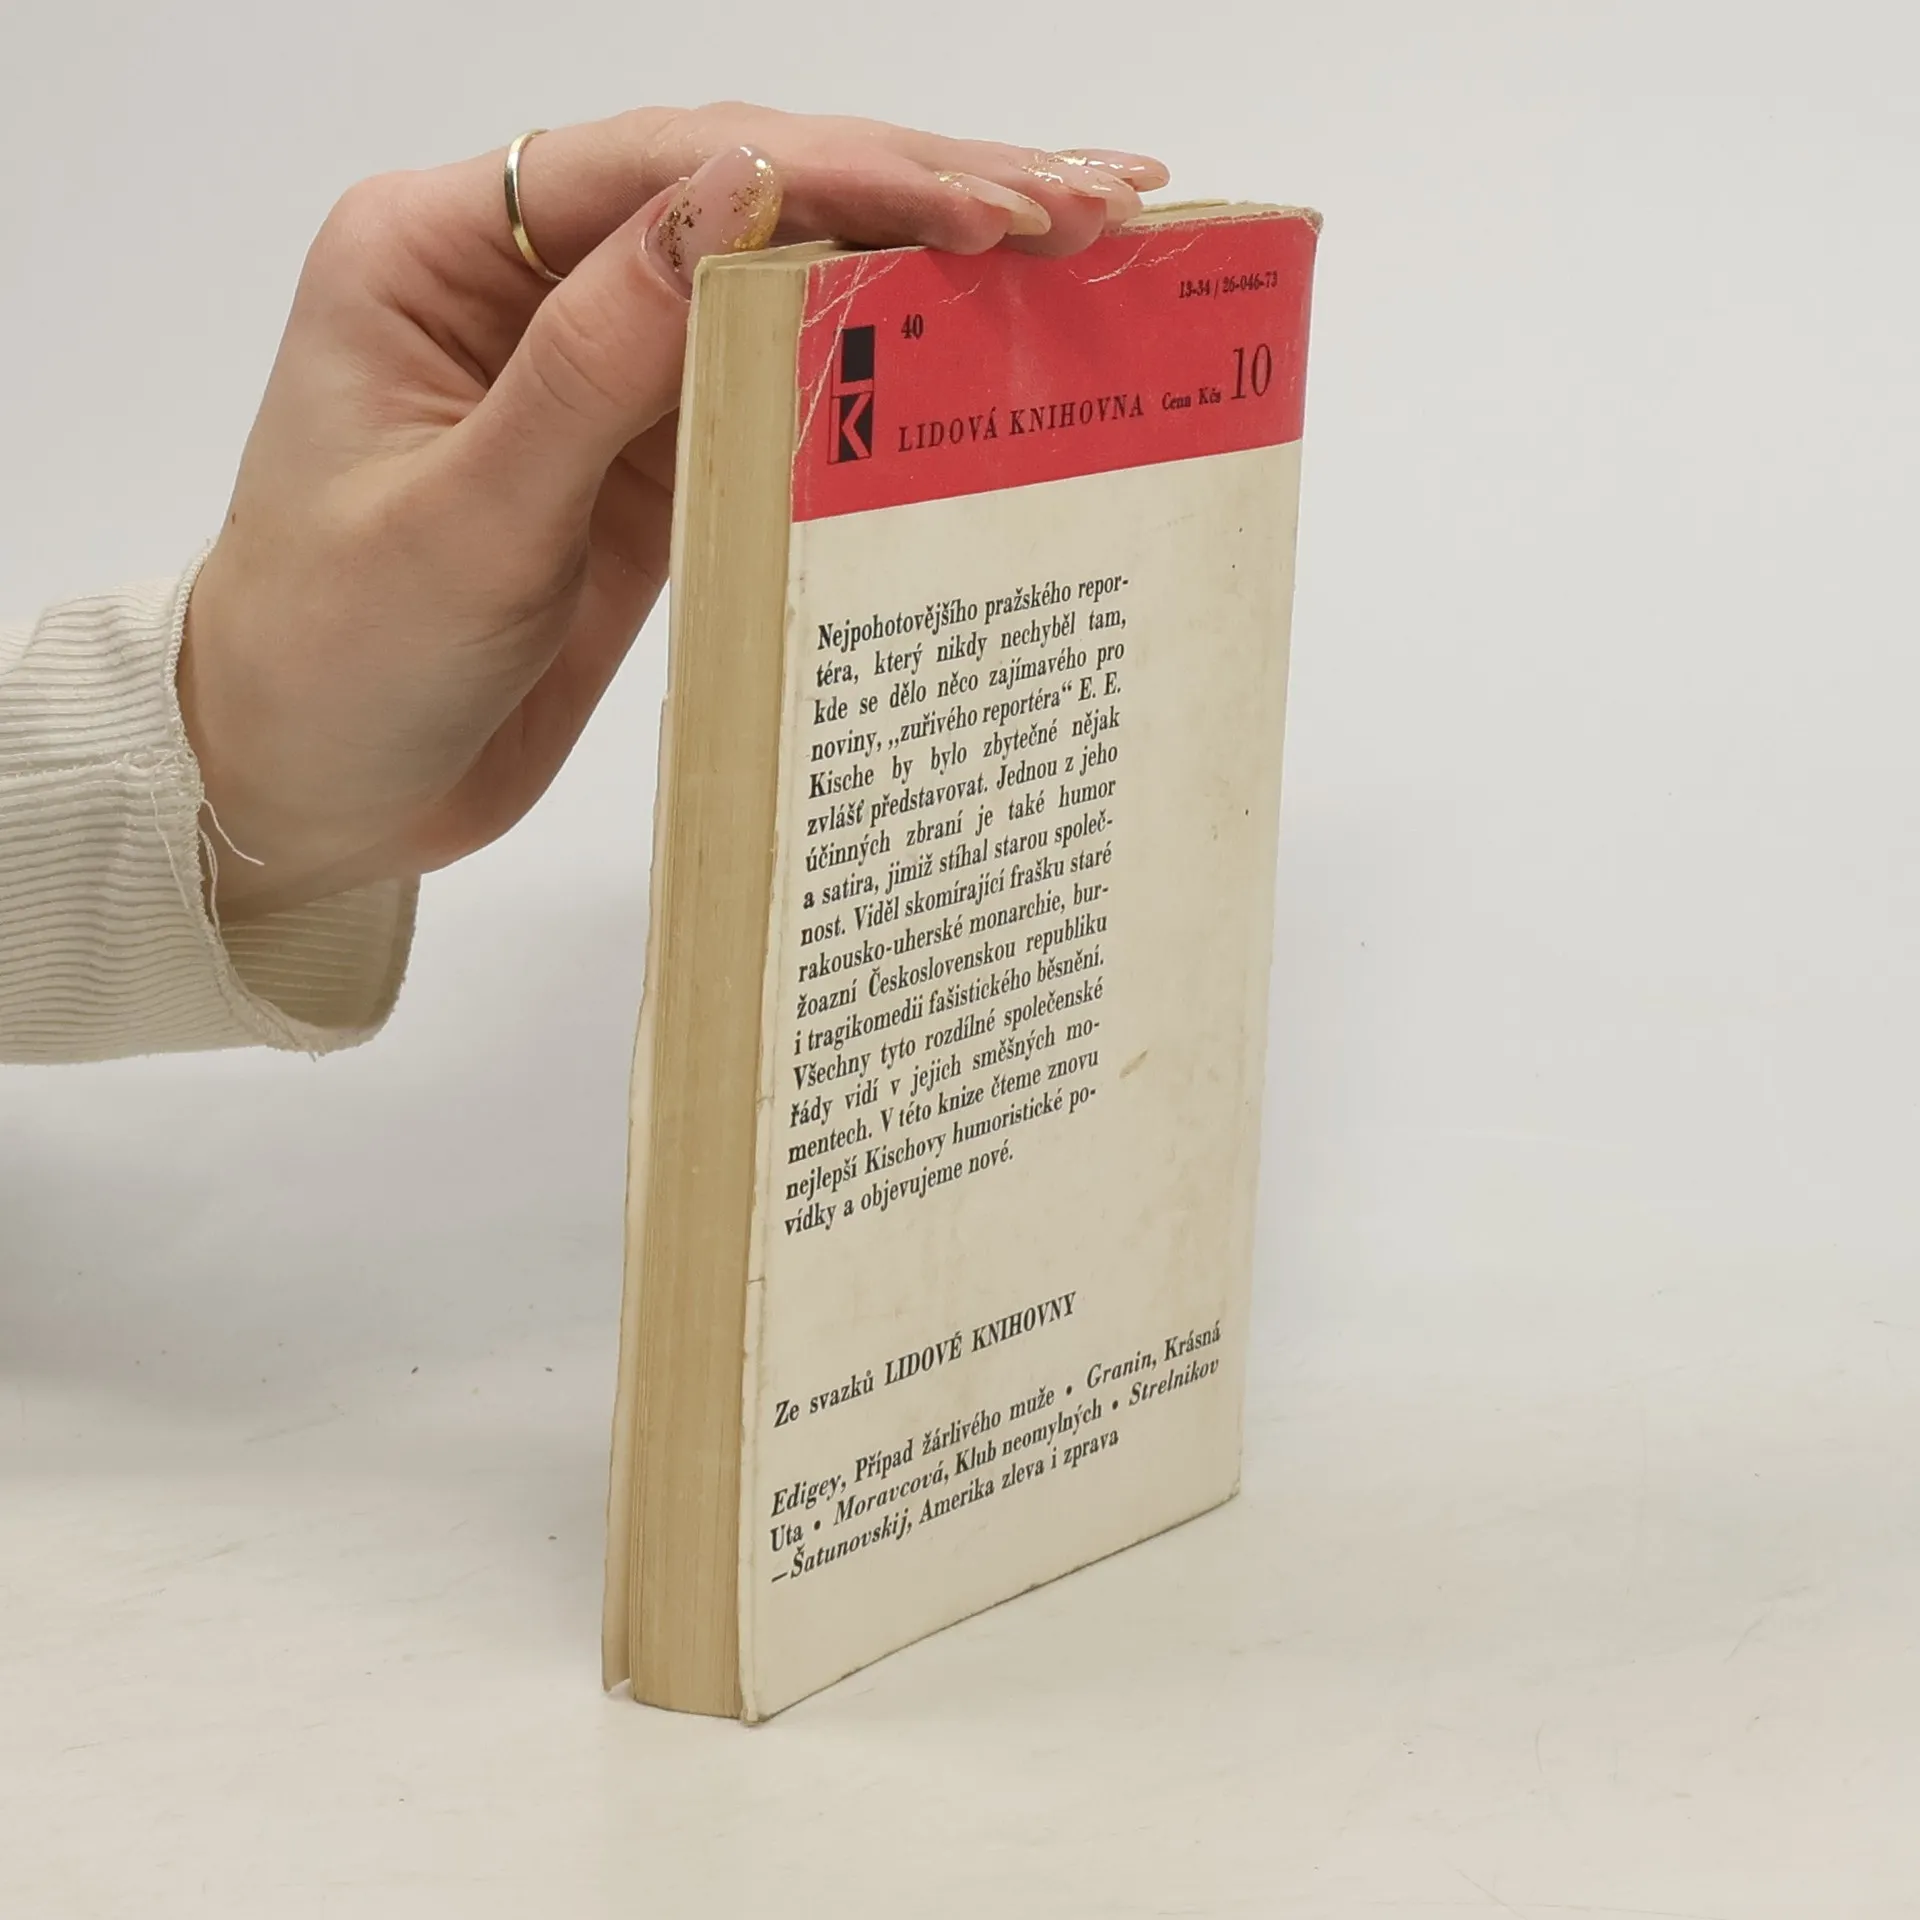 13-34 / 26-046-73
40
LK
LIDOVÁ KNIHOVNA Cena Kčs 10
Nejpohotovějšího pražského repor-
téra, který nikdy nechyběl tam,
kde se dělo něco zajímavého pro
noviny, „zuřivého reportéra“ E. E.
Kische by bylo zbytečné nějak
zvlášť představovat. Jednou z jeho
účinných zbraní je také humor
a satira, jimiž stíhal starou společ-
nost. Viděl skomírající frašku staré
rakousko-uherské monarchie, bur-
žoazní Československou republiku
i tragikomedii fašistického běsnění.
Všechny tyto rozdílné společenské
řády vidí v jejich směšných mo-
mentech. V této knize čteme znovu
nejlepší Kischovy humoristické po-
vídky a objevujeme nové.
Ze svazků LIDOVÉ KNIHOVNY
Edigey, Případ žárlivého muže • Granin, Krásná
Uta • Moravcová, Klub neomylných • Strelnikov
—Šatunovskij, Amerika zleva i zprava